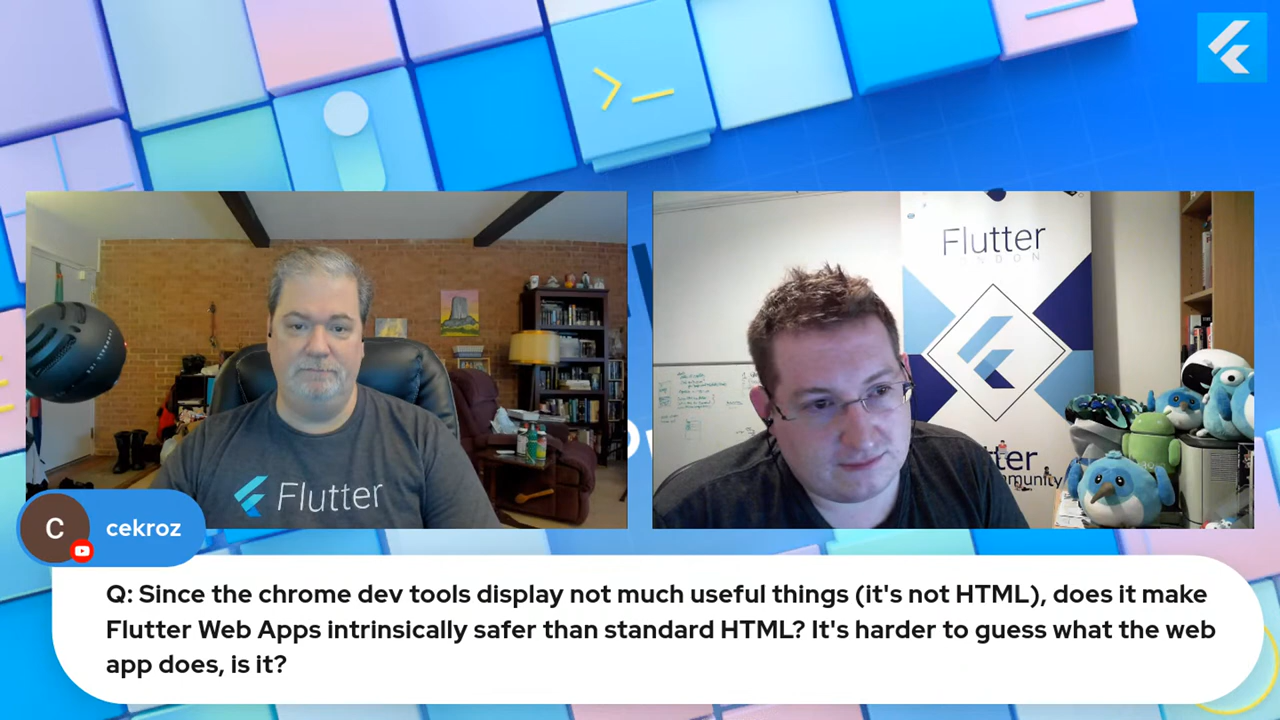 >_
Flutter
LONDON
Flutter
cekroz
C
Q: Since the chrome dev tools display not much useful things (it's not HTML), does it make
Flutter Web Apps intrinsically safer than standard HTML? It's harder to guess what the web
app does, is it?